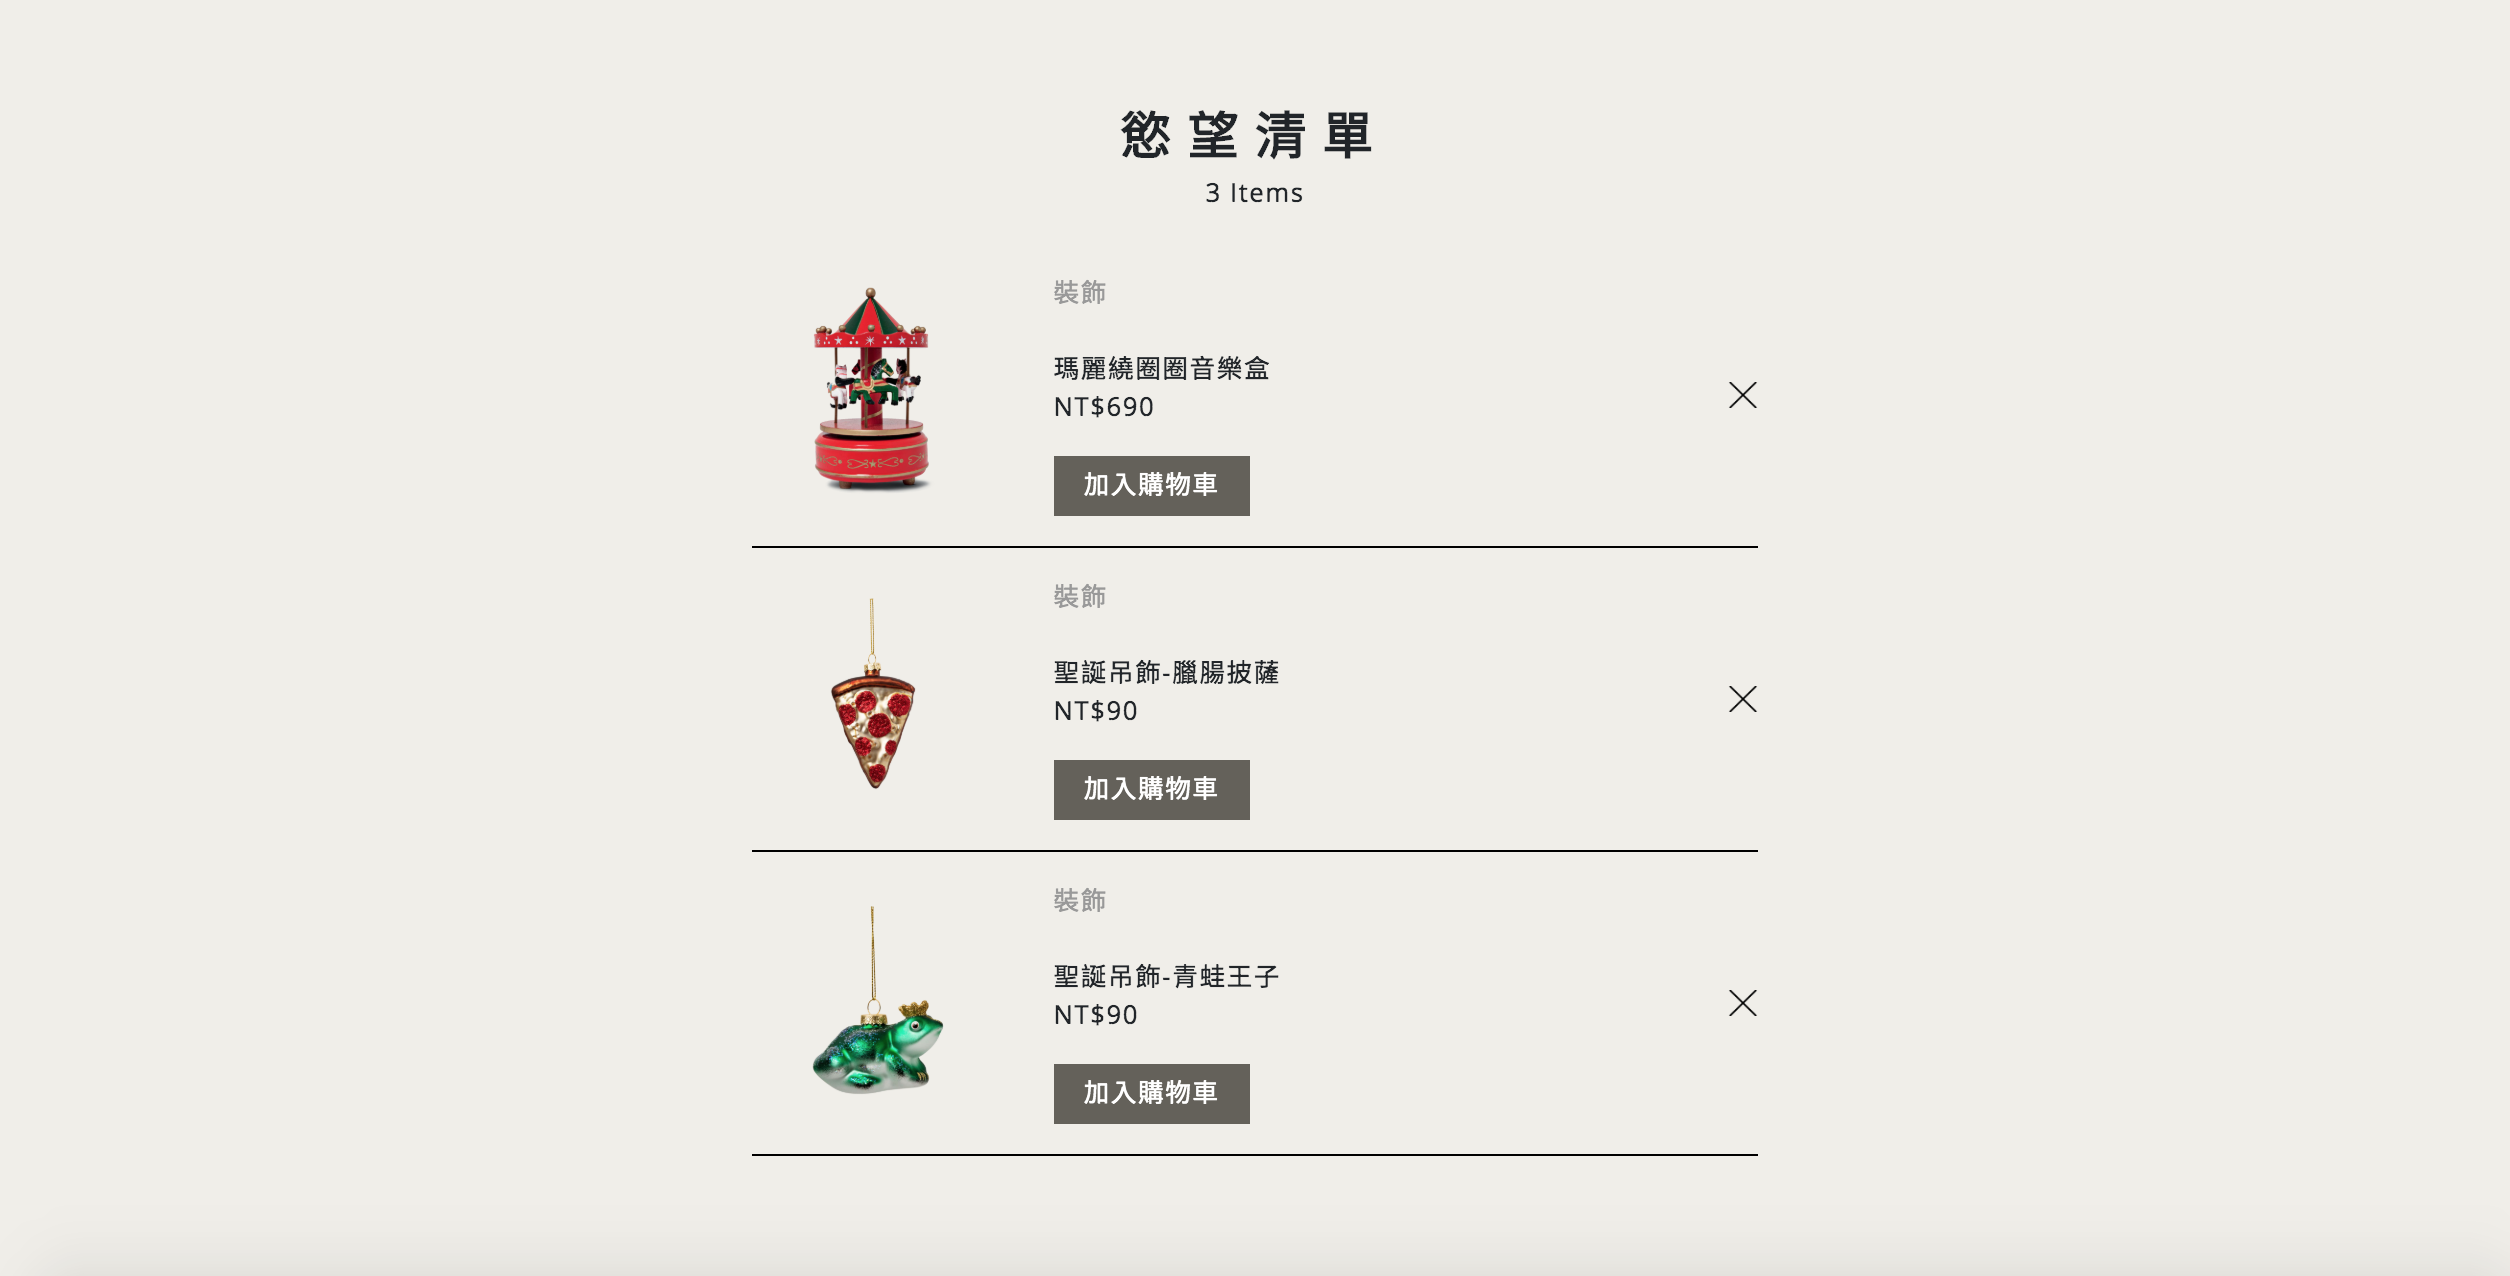 慾望清單
3 Items
裝飾
瑪麗繞圈圈音樂盒
NT$690
加入購物車
裝飾
聖誕吊飾-臘腸披薩
NT$90
加入購物車
裝飾
聖誕吊飾-青蛙王子
NT$90
加入購物車